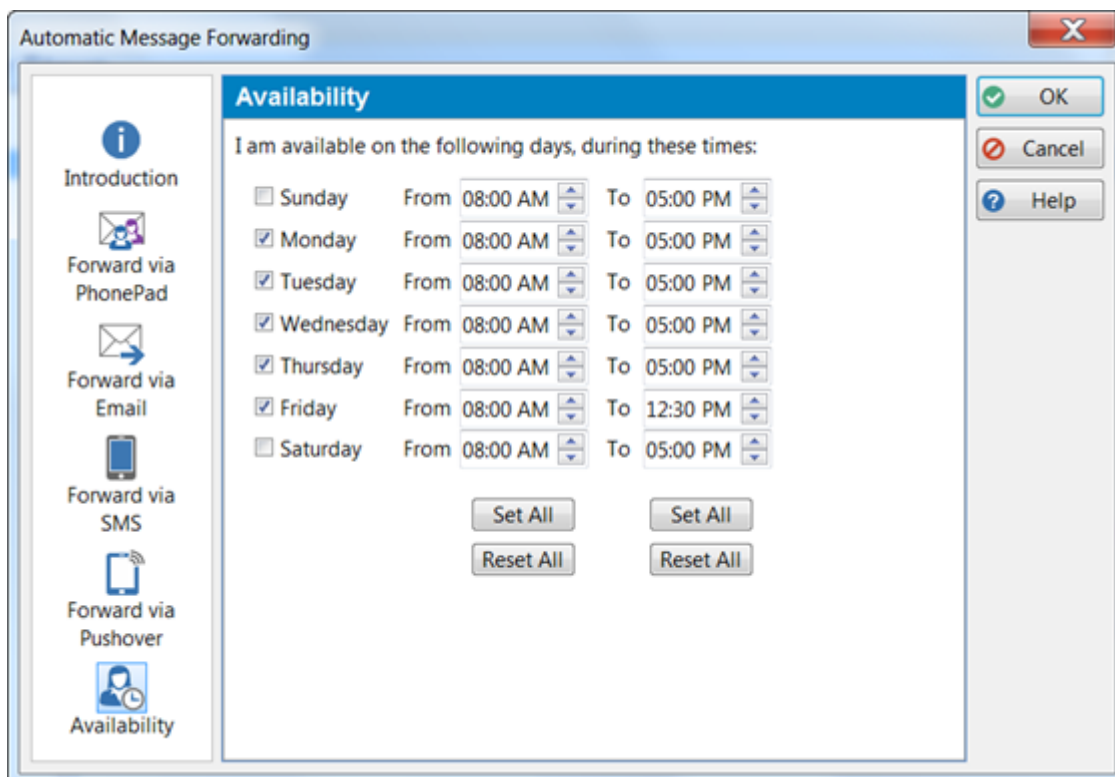 Automatic Message Forwarding
Introduction
Forward via
PhonePad
Forward via
Email
Forward via
SMS
Forward via
Pushover
Availability
Availability
I am available on the following days, during these times:
Sunday From 08:00 AM To 05:00 PM
Monday From 08:00 AM To 05:00 PM
Tuesday From 08:00 AM To 05:00 PM
Wednesday From 08:00 AM To 05:00 PM
Thursday From 08:00 AM To 05:00 PM
Friday From 08:00 AM To 12:30 PM
Saturday From 08:00 AM To 05:00 PM
Set All Set All
Reset All Reset All
OK
Cancel
Help